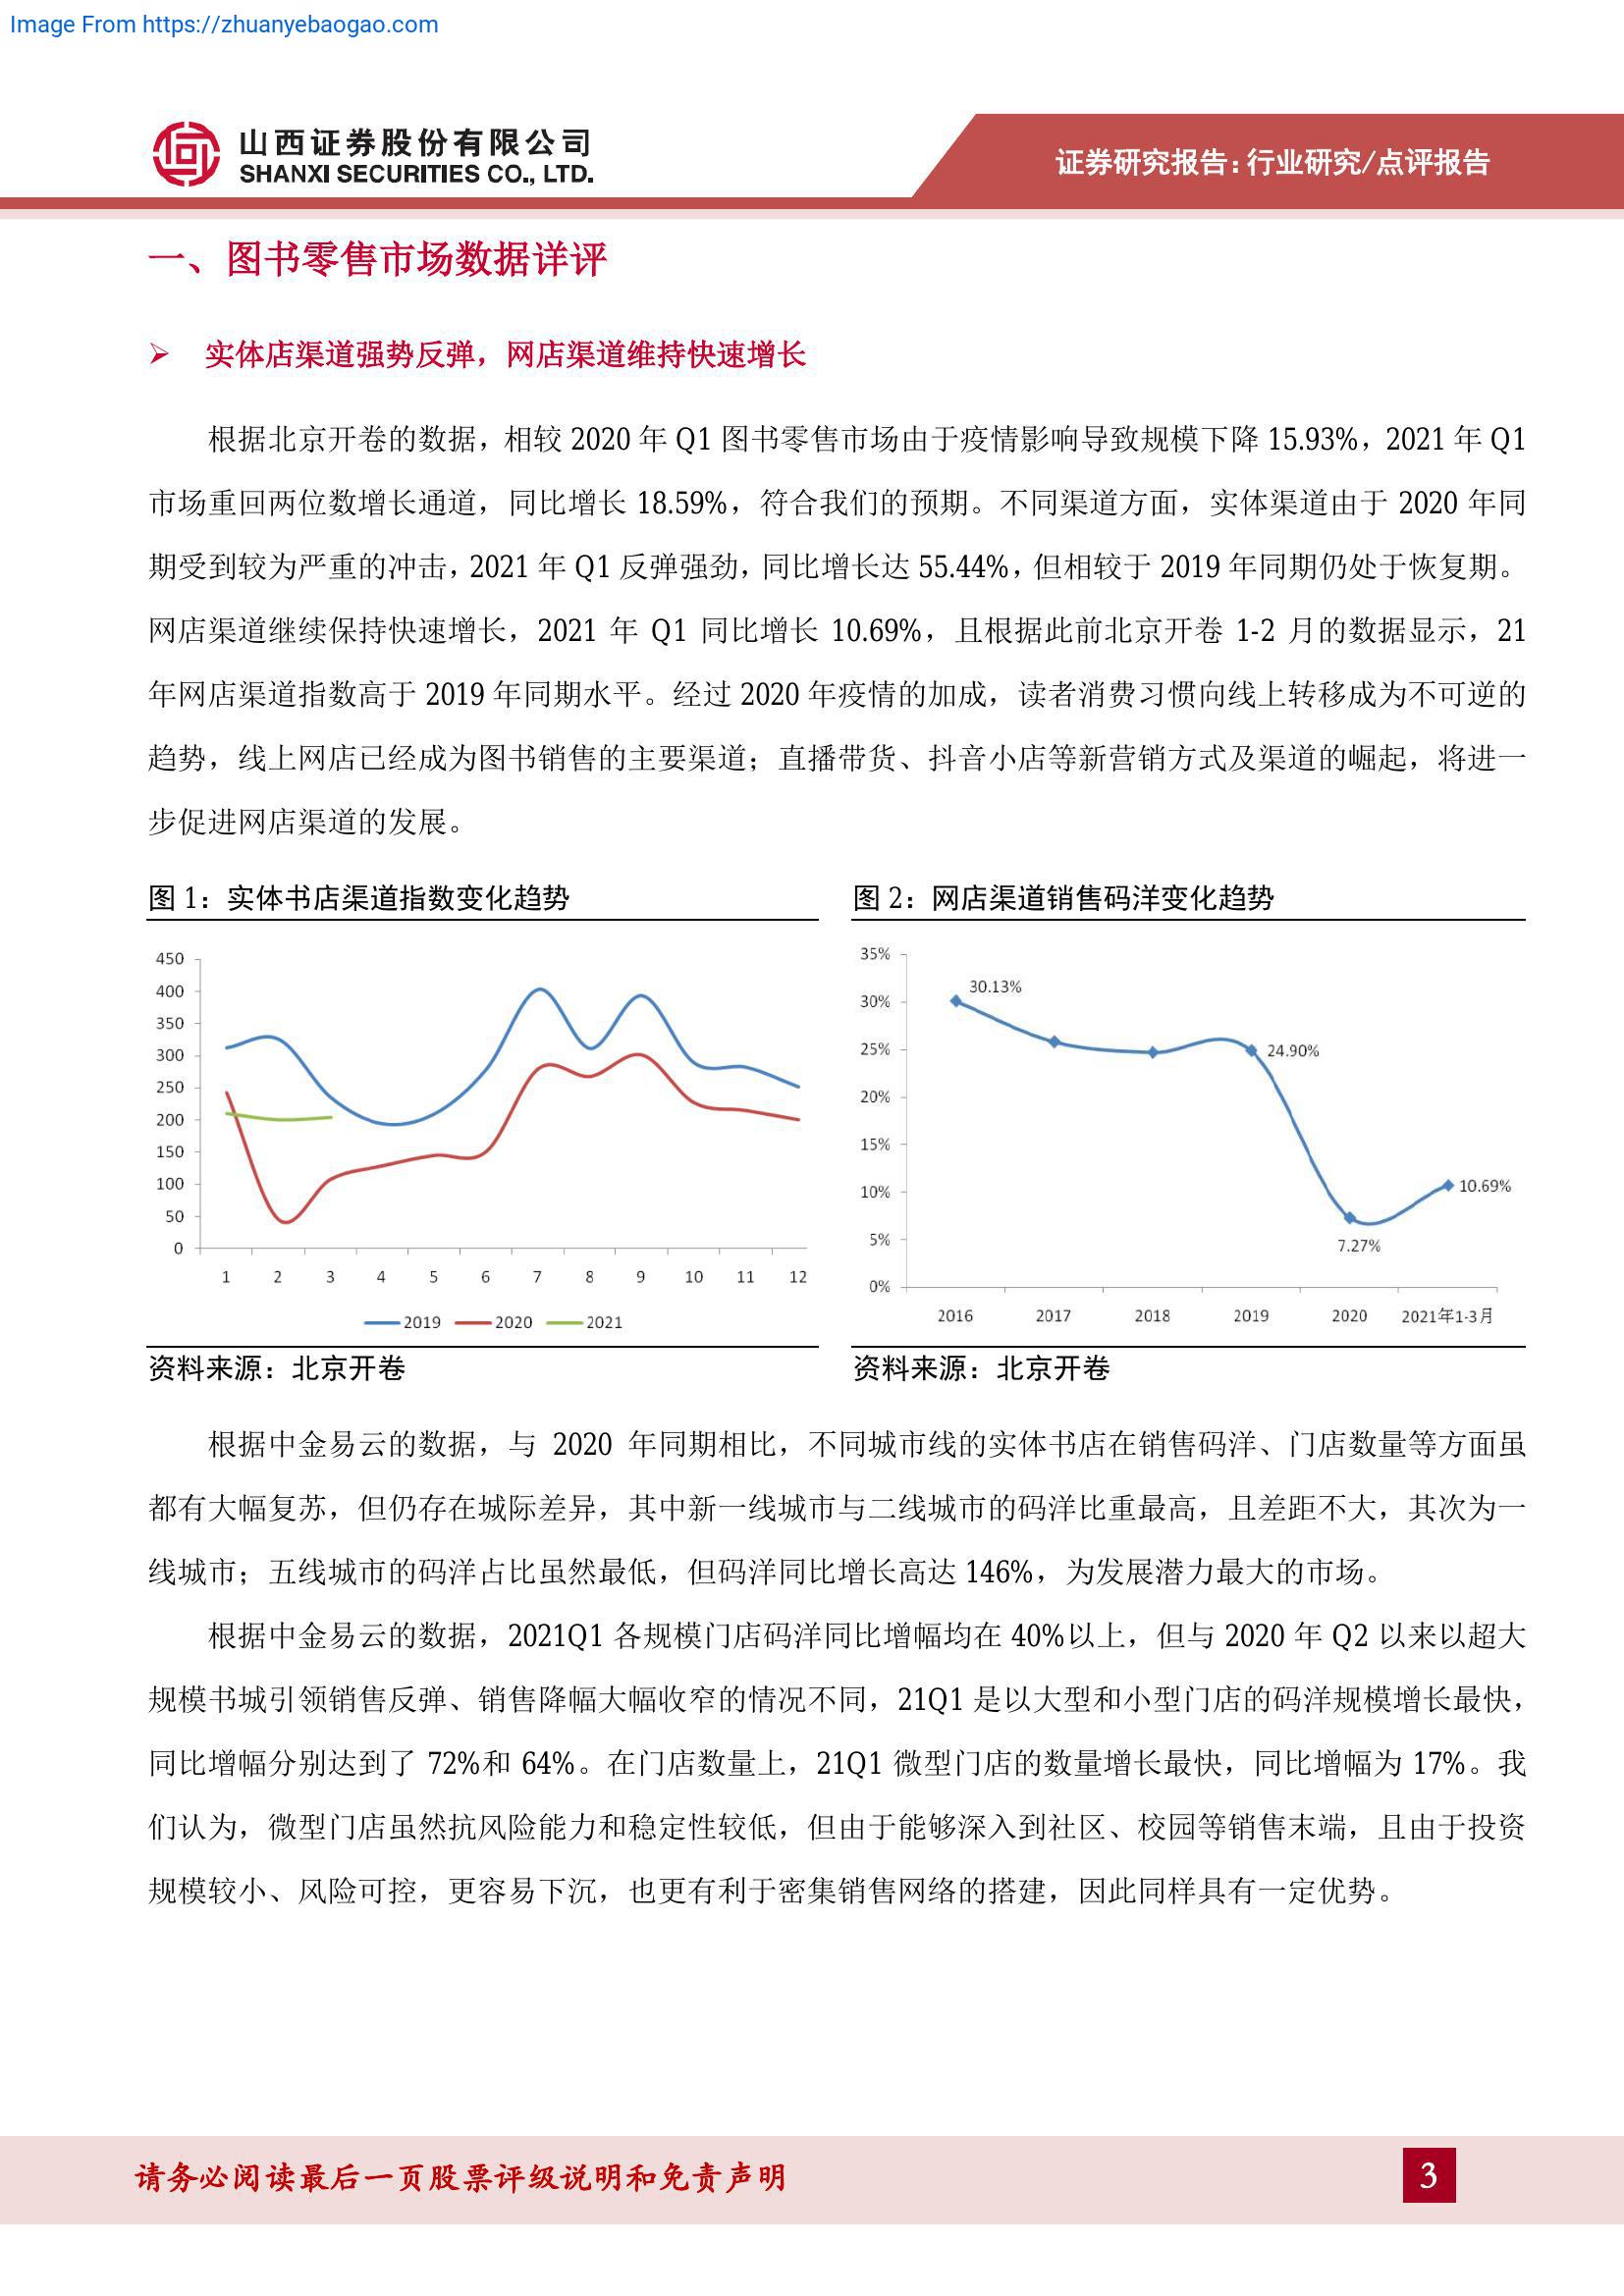 Image From https://zhuanyebaogao.com
山西证券股份有限公司
SHANXI SECURITIES CO., LTD.
证券研究报告:行业研究/点评报告
一、图书零售市场数据详评
➢ 实体店渠道强势反弹，网店渠道维持快速增长
根据北京开卷的数据，相较 2020 年 Q1 图书零售市场由于疫情影响导致规模下降 15.93%，2021 年 Q1
市场重回两位数增长通道，同比增长 18.59%，符合我们的预期。不同渠道方面，实体渠道由于 2020 年同
期受到较为严重的冲击，2021 年 Q1 反弹强劲，同比增长达 55.44%，但相较于 2019 年同期仍处于恢复期。
网店渠道继续保持快速增长，2021 年 Q1 同比增长 10.69%，且根据此前北京开卷 1-2 月的数据显示，21
年网店渠道指数高于 2019 年同期水平。经过 2020 年疫情的加成，读者消费习惯向线上转移成为不可逆的
趋势，线上网店已经成为图书销售的主要渠道；直播带货、抖音小店等新营销方式及渠道的崛起，将进一
步促进网店渠道的发展。
图 1：实体书店渠道指数变化趋势
450
400
350
300
250
200
150
100
50
0
1 2 3 4 5 6 7 8 9 10 11 12
2019 2020 2021
资料来源：北京开卷
图 2：网店渠道销售码洋变化趋势
35%
30%
25%
20%
15%
10%
5%
0%
30.13%
24.90%
7.27%
10.69%
2016 2017 2018 2019 2020 2021年1-3月
资料来源：北京开卷
根据中金易云的数据，与 2020 年同期相比，不同城市线的实体书店在销售码洋、门店数量等方面虽
都有大幅复苏，但仍存在城际差异，其中新一线城市与二线城市的码洋比重最高，且差距不大，其次为一
线城市；五线城市的码洋占比虽然最低，但码洋同比增长高达 146%，为发展潜力最大的市场。
根据中金易云的数据，2021Q1 各规模门店码洋同比增幅均在 40%以上，但与 2020 年 Q2 以来以超大
规模书城引领销售反弹、销售降幅大幅收窄的情况不同，21Q1 是以大型和小型门店的码洋规模增长最快，
同比增幅分别达到了 72%和 64%。在门店数量上，21Q1 微型门店的数量增长最快，同比增幅为 17%。我
们认为，微型门店虽然抗风险能力和稳定性较低，但由于能够深入到社区、校园等销售末端，且由于投资
规模较小、风险可控，更容易下沉，也更有利于密集销售网络的搭建，因此同样具有一定优势。
请务必阅读最后一页股票评级说明和免责声明
3